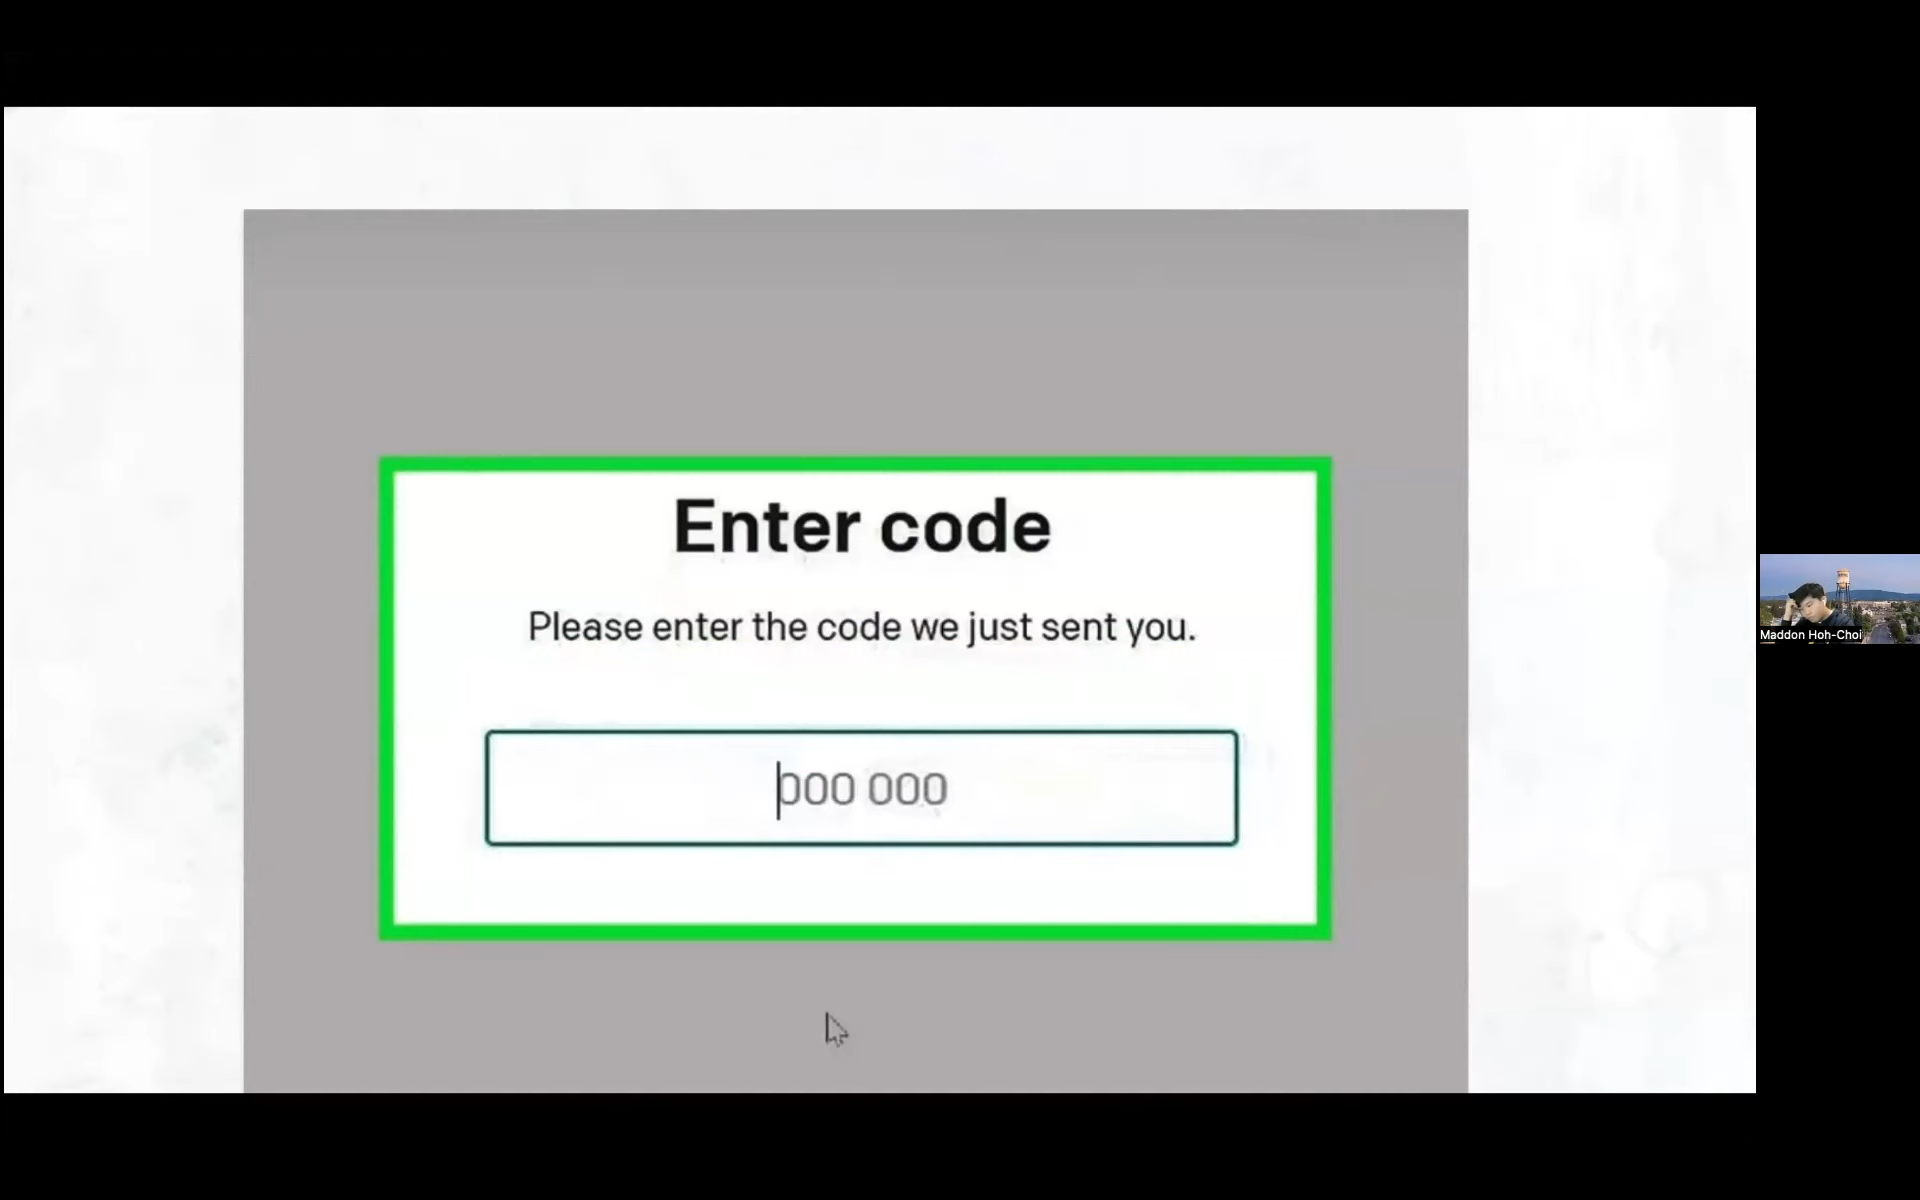 Enter code
Please enter the code we just sent you.
000 000
Maddon Hoh-Choi